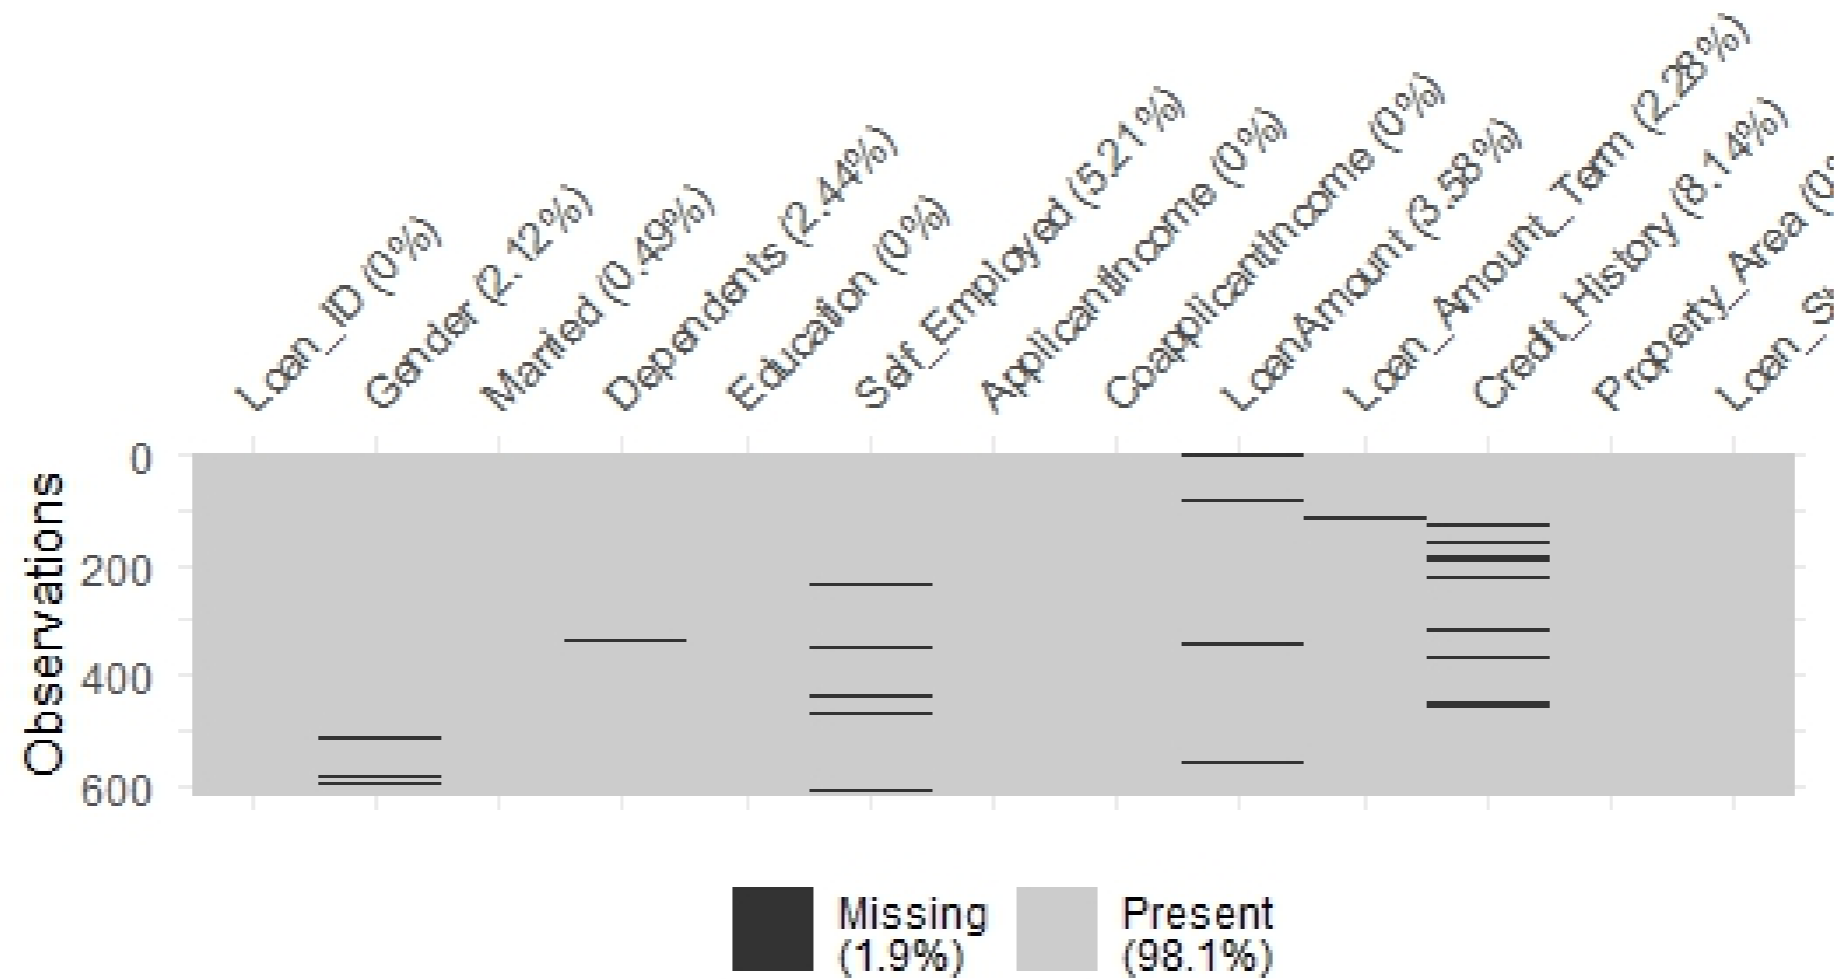 Loan_ID (0%)
Gender (2.12%)
Married (0.49%)
Dependents (2.44%)
Education (0%)
Self_Employed (5.21%)
ApplicantIncome (0%)
CoapplicantIncome (0%)
LoanAmount (3.58%)
Loan_Amount_Term (2.28%)
Credit_History (8.14%)
Property_Area (0%
Loan_St
Observations
0
200
400
600
Missing
(1.9%)
Present
(98.1%)